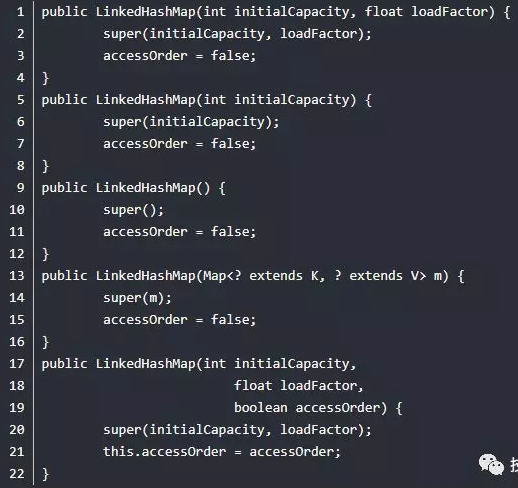 1 public LinkedHashMap(int initialCapacity, float loadFactor) {
2 super(initialCapacity, loadFactor);
3 accessOrder = false;
4 }
5 public LinkedHashMap(int initialCapacity) {
6 super(initialCapacity);
7 accessOrder = false;
8 }
9 public LinkedHashMap() {
10 super();
11 accessOrder = false;
12 }
13 public LinkedHashMap(Map<? extends K, ? extends V> m) {
14 super(m);
15 accessOrder = false;
16 }
17 public LinkedHashMap(int initialCapacity,
18 float loadFactor,
19 boolean accessOrder) {
20 super(initialCapacity, loadFactor);
21 this.accessOrder = accessOrder;
22 }